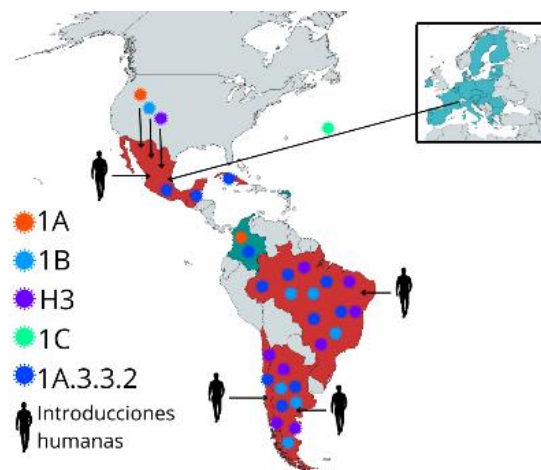 1A
1B
H3
1C
1A.3.3.2
Introducciones
humanas